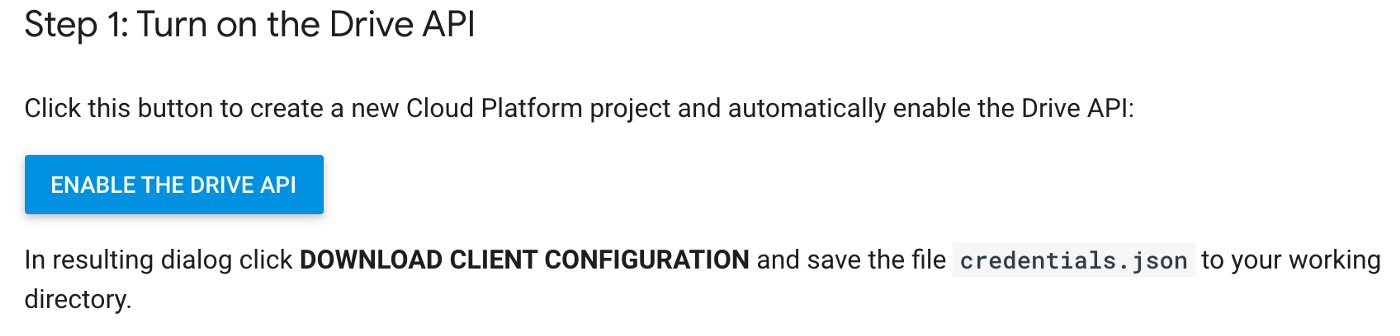 Step 1: Turn on the Drive API
Click this button to create a new Cloud Platform project and automatically enable the Drive API:
ENABLE THE DRIVE API
In resulting dialog click DOWNLOAD CLIENT CONFIGURATION and save the file credentials.json to your working
directory.